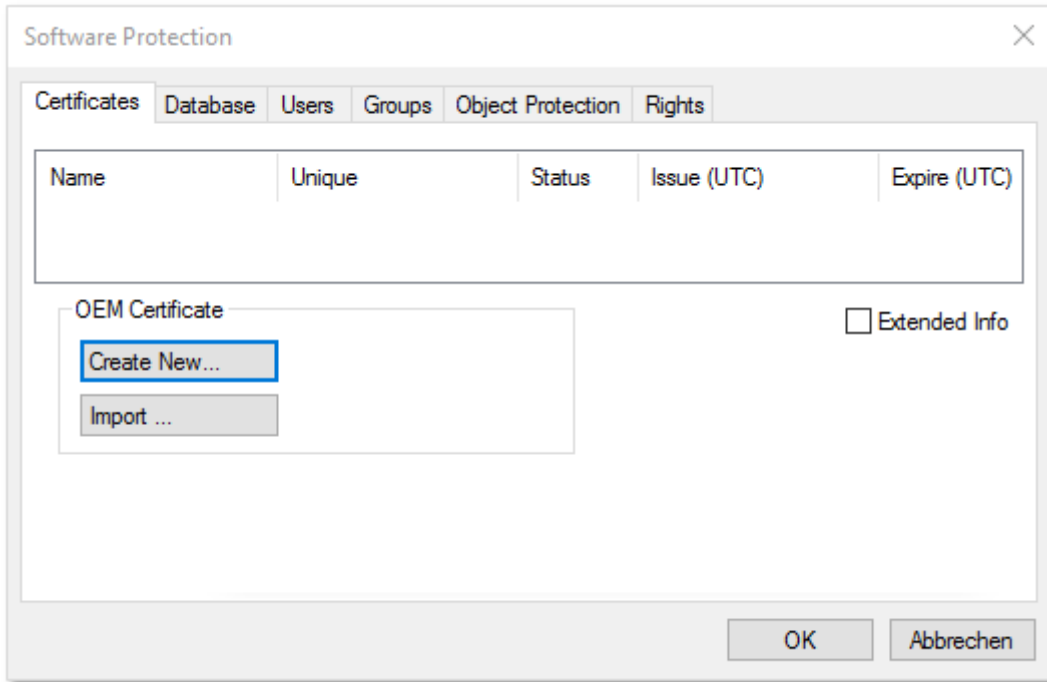 Software Protection
Certificates Database Users Groups Object Protection Rights
Name Unique Status Issue (UTC) Expire (UTC)
OEM Certificate
Extended Info
Create New...
Import ...
OK Abbrechen